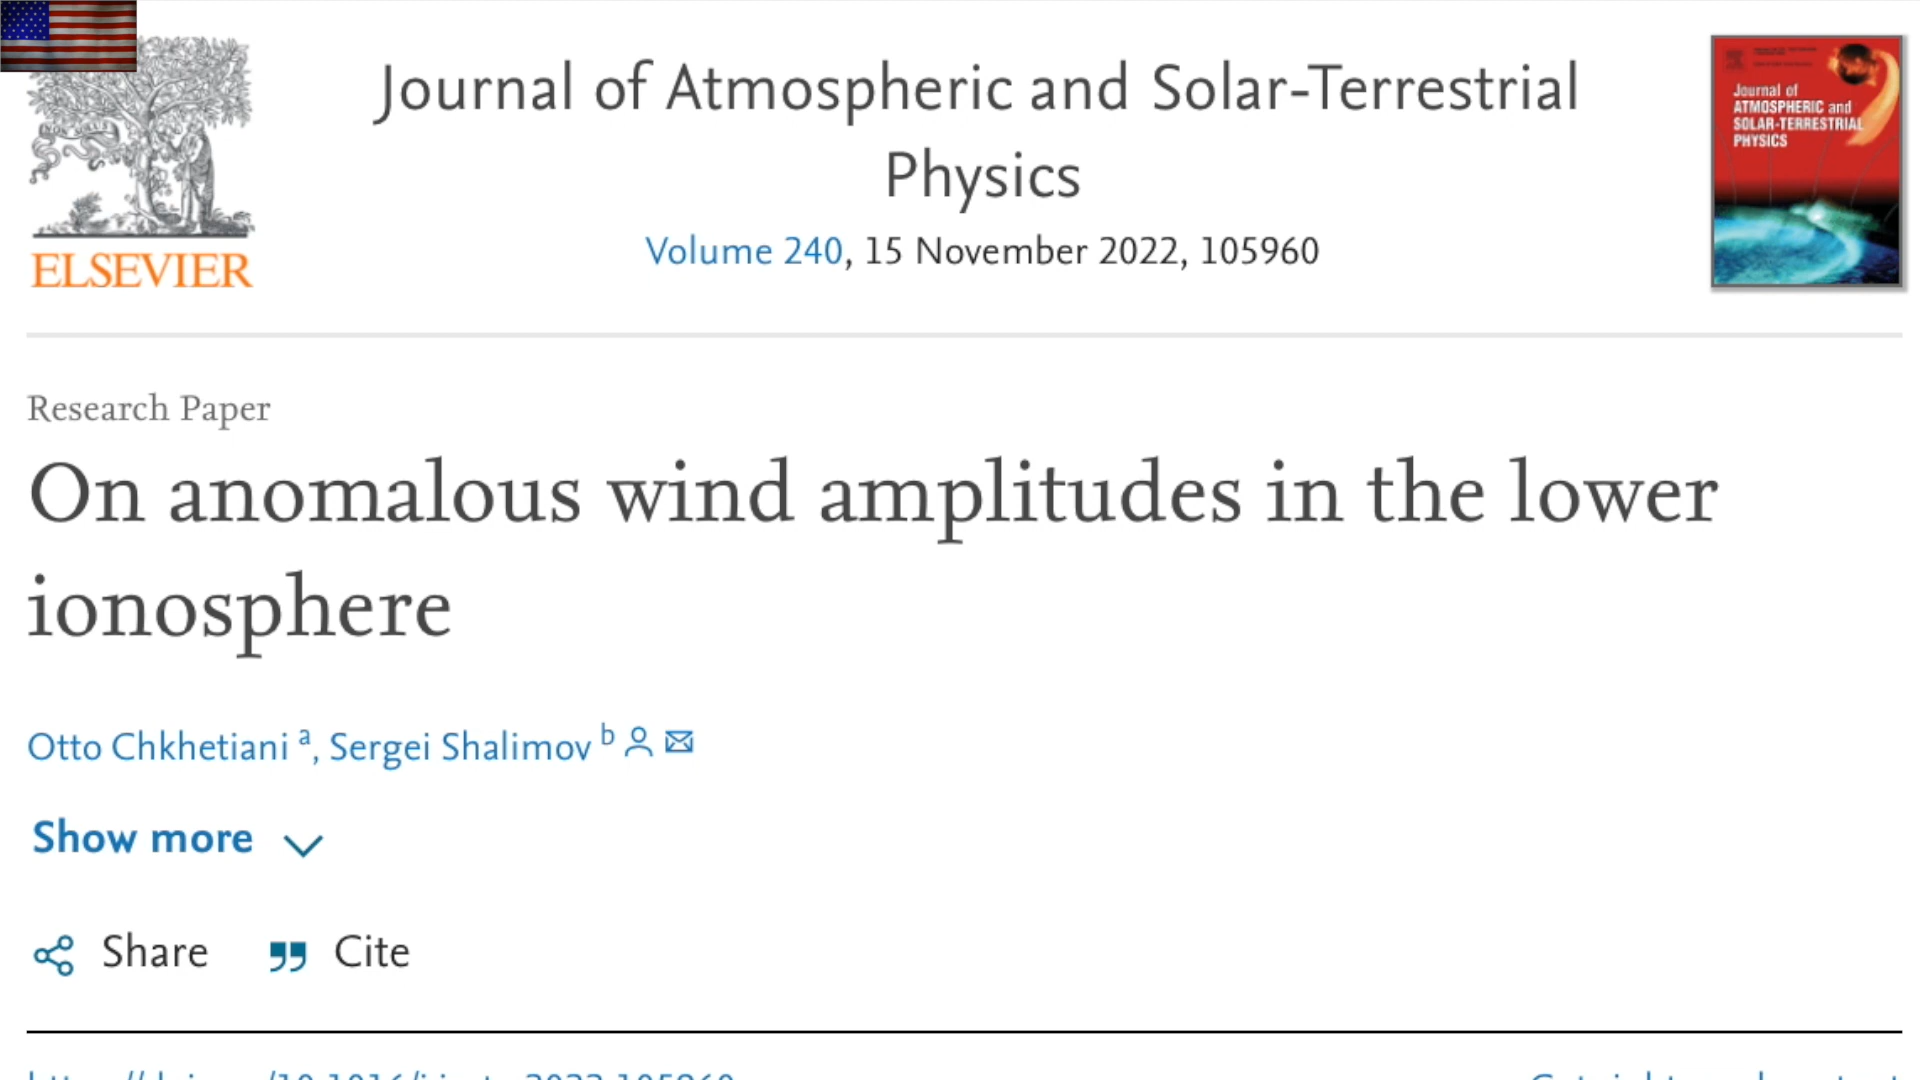 Journal of Atmospheric and Solar-Terrestrial
Physics
Volume 240, 15 November 2022, 105960
ELSEVIER
Journal of
ATMOSPHERIC and
SOLAR-TERRESTRIAL
PHYSICS
Research Paper
On anomalous wind amplitudes in the lower
ionosphere
Otto Chkhetiani a, Sergei Shalimov b
Show more
Share Cite